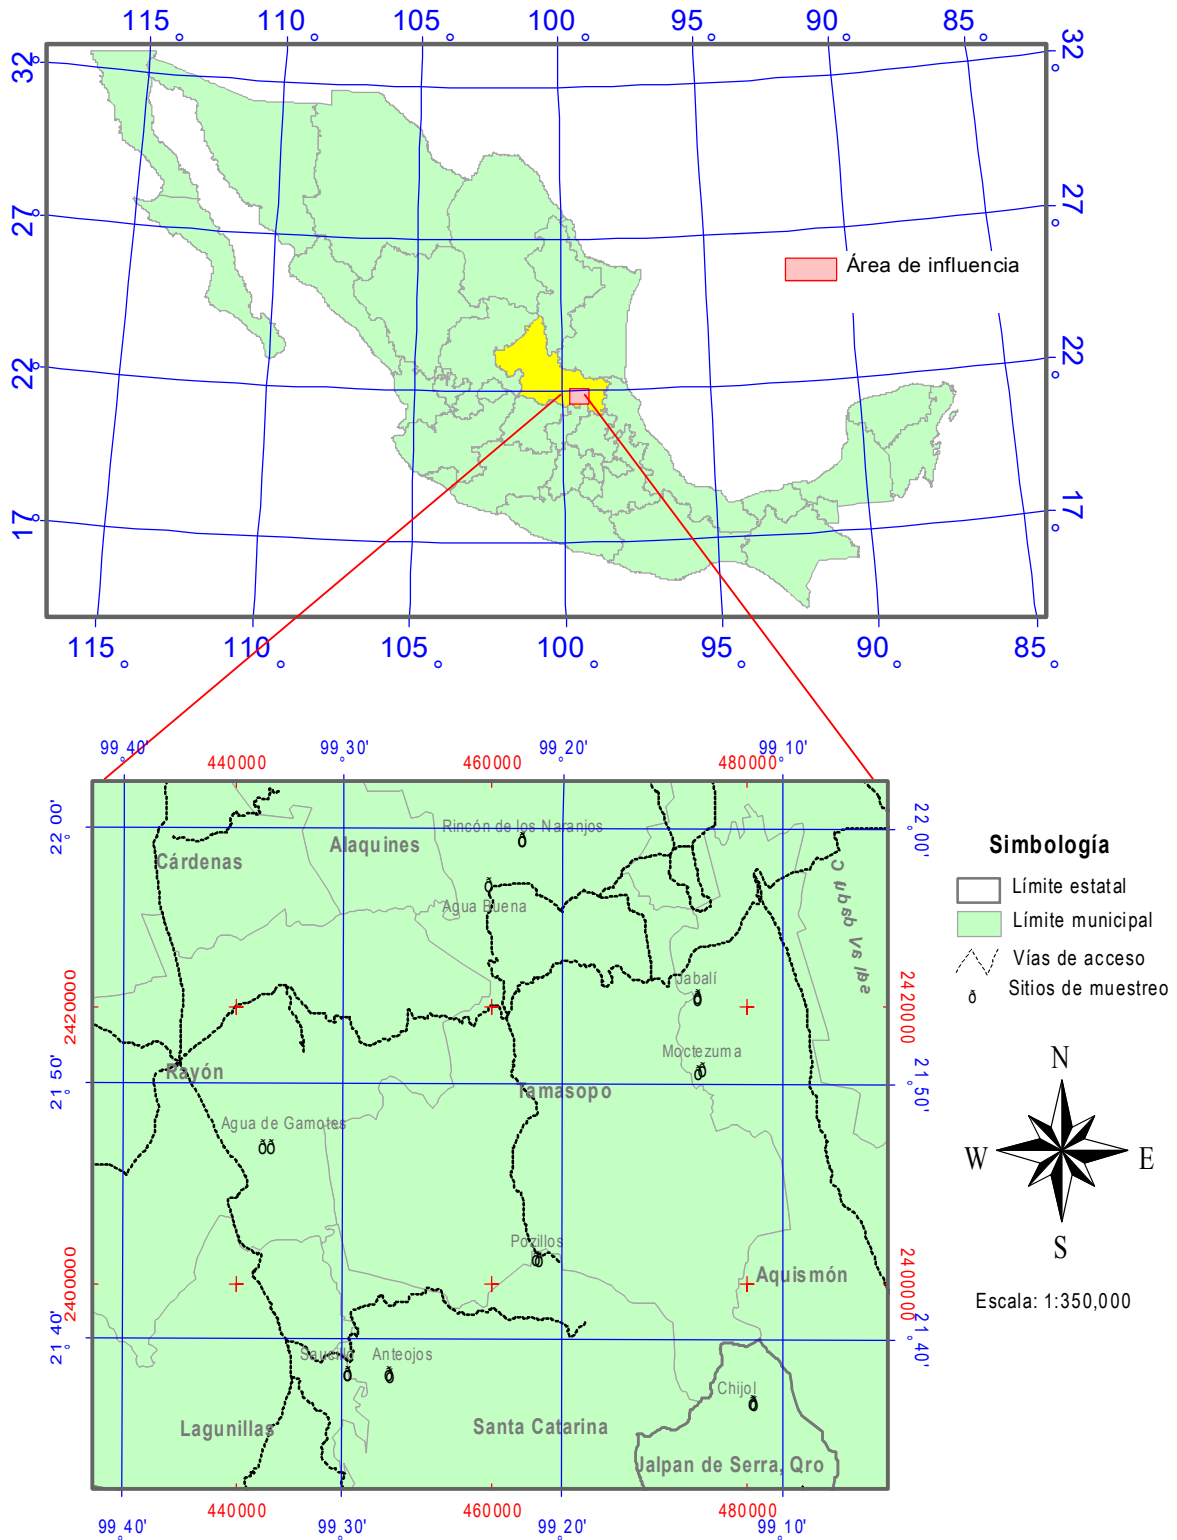 115° 110° 105° 100° 95° 90° 85°
32° 32°
27° 27°
Área de influencia
22° 22°
17° 17°
115° 110° 105° 100° 95° 90° 85°
99°40' 99°30' 99°20' 99°10'
440000 460000 480000
22°00' 22°00'
Rincón de los Naranjos
Alaquines
Cárdenas
Agua Buena
Ciudad Valles
Simbología
Límite estatal
Límite municipal
Vías de acceso
Sitios de muestreo
2420000 2420000
Jabalí
Moctezuma
Rayón
Tamasopo
21°50' 21°50'
Agua de Gamotes
N
W E
S
Pozillos
Aquismón
2400000 2400000
Escala: 1:350,000
21°40' 21°40'
Saucillo Anteojos
Chijol
Lagunillas
Santa Catarina
Jalpan de Serra, Qro
440000 460000 480000
99°40' 99°30' 99°20' 99°10'